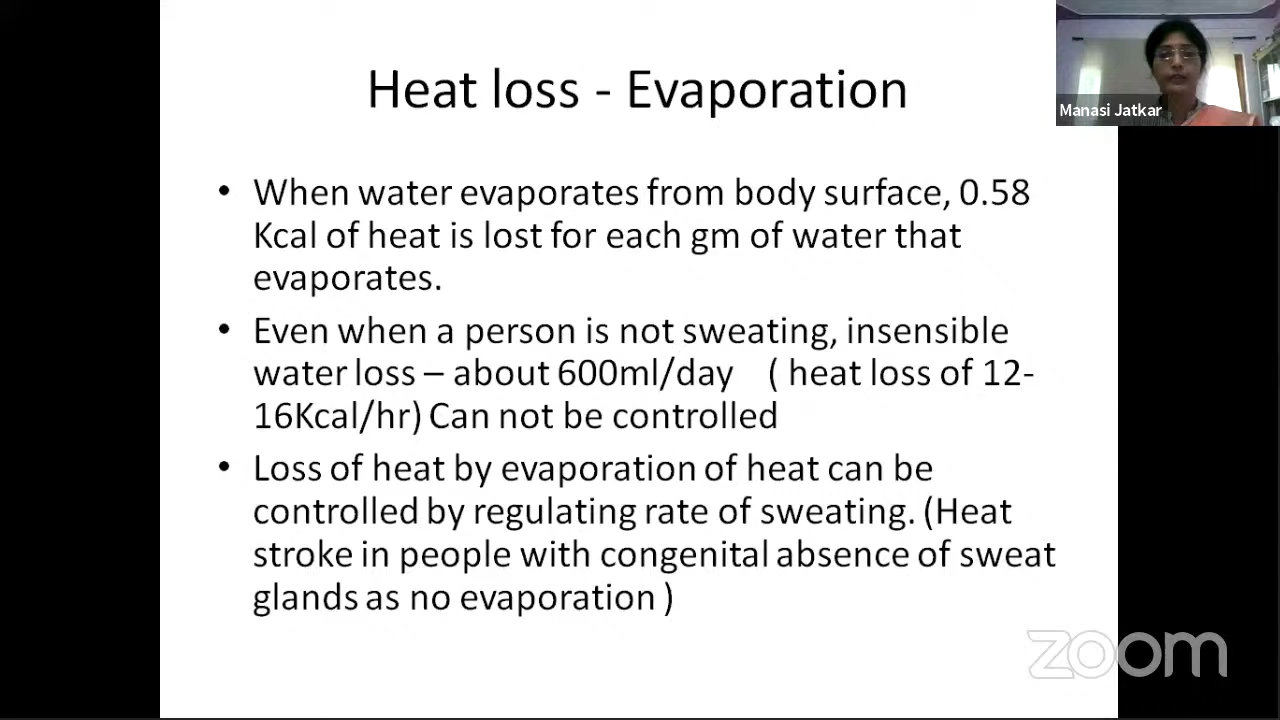 Heat loss - Evaporation
Manasi Jatkar
• When water evaporates from body surface, 0.58
Kcal of heat is lost for each gm of water that
evaporates.
• Even when a person is not sweating, insensible
water loss – about 600ml/day ( heat loss of 12-
16Kcal/hr) Can not be controlled
• Loss of heat by evaporation of heat can be
controlled by regulating rate of sweating. (Heat
stroke in people with congenital absence of sweat
glands as no evaporation )
zoom